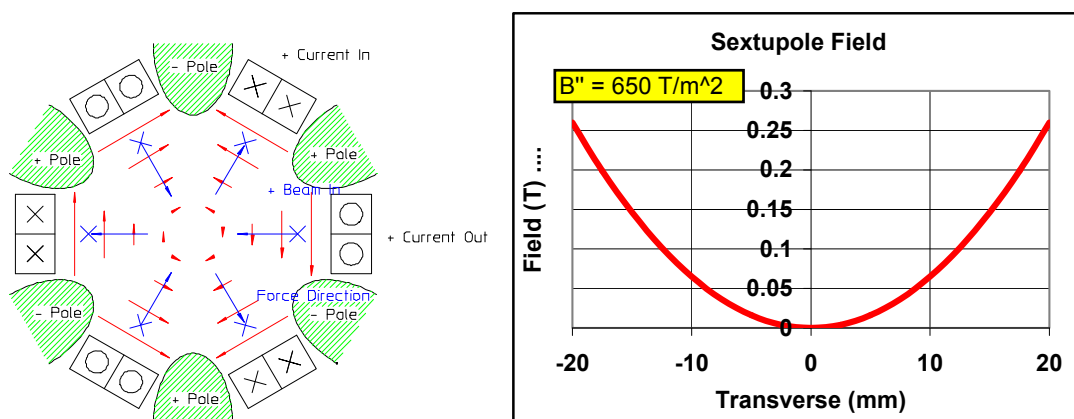 + Current In
- Pole
+ Pole
+ Pole
+ Beam In
+ Current Out
Force Direction
- Pole
- Pole
+ Pole
Sextupole Field
B" = 650 T/m^2
0.3
0.25
0.2
0.15
0.1
0.05
0
Field (T) ....
-20
-10
0
10
20
Transverse (mm)